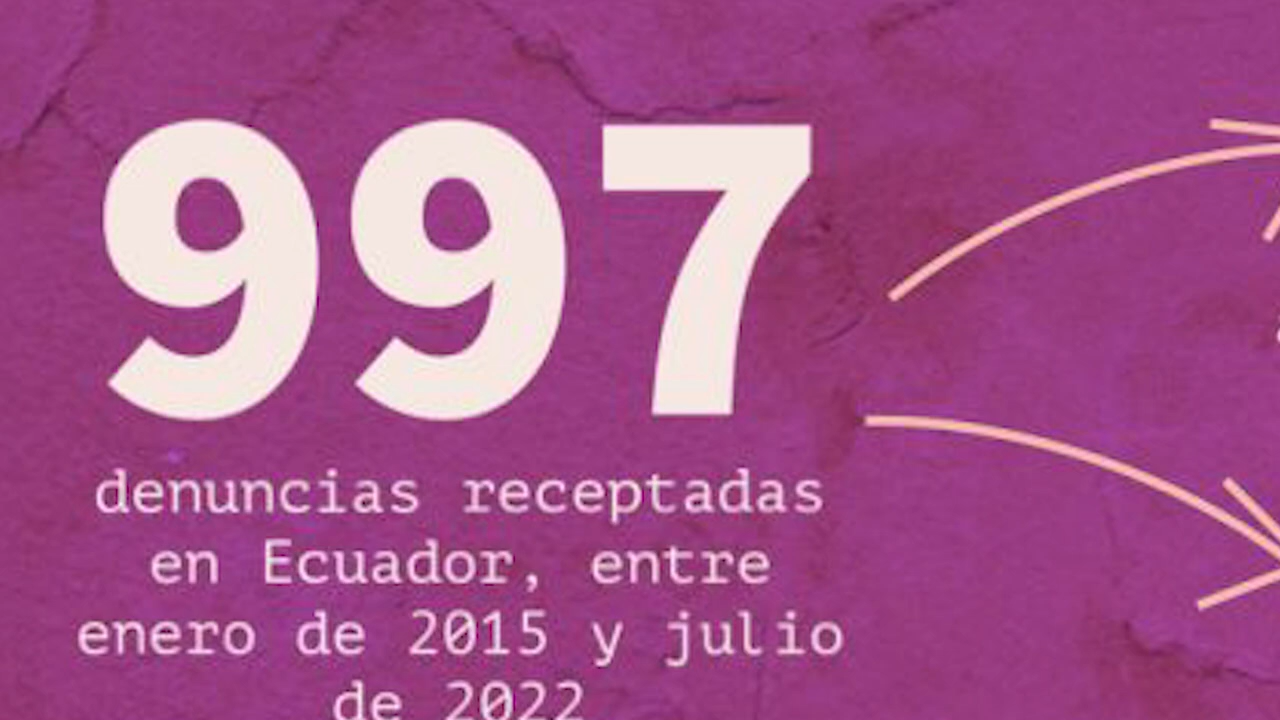 997
denuncias receptadas
en Ecuador, entre
enero de 2015 y julio
de 2022